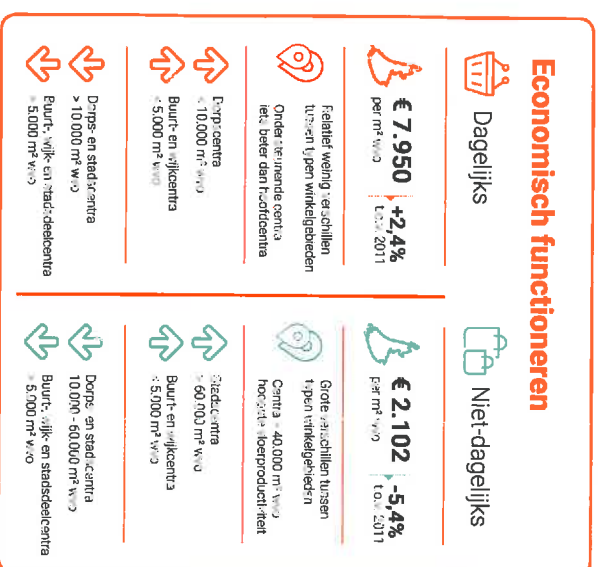 Economisch functioneren
Dagelijks
€ 7.950 +2,4%
per m² wvo t.o.v. 2011
Relatief weinig verschillen
tussen typen winkelgebieden
Ondersteunende centra
iets beter dan hoofdcentra
Dorpscentra
< 10.000 m² wvo
Buurt- en wijkcentra
< 5.000 m² wvo
Dorps- en stadscentra
> 10.000 m² wvo
Buurt-, wijk- en stadsdeelcentra
> 5.000 m² wvo
Niet-dagelijks
€ 2.102 -5,4%
per m² wvo t.o.v. 2011
Grote verschillen tussen
typen winkelgebieden
Centra 40.000 m² wvo
hoogste vloerproductiviteit
Stadscentra
> 60.000 m² wvo
Buurt- en wijkcentra
< 5.000 m² wvo
Dorps- en stadscentra
10.000 - 60.000 m² wvo
Buurt-, wijk- en stadsdeelcentra
> 5.000 m² wvo